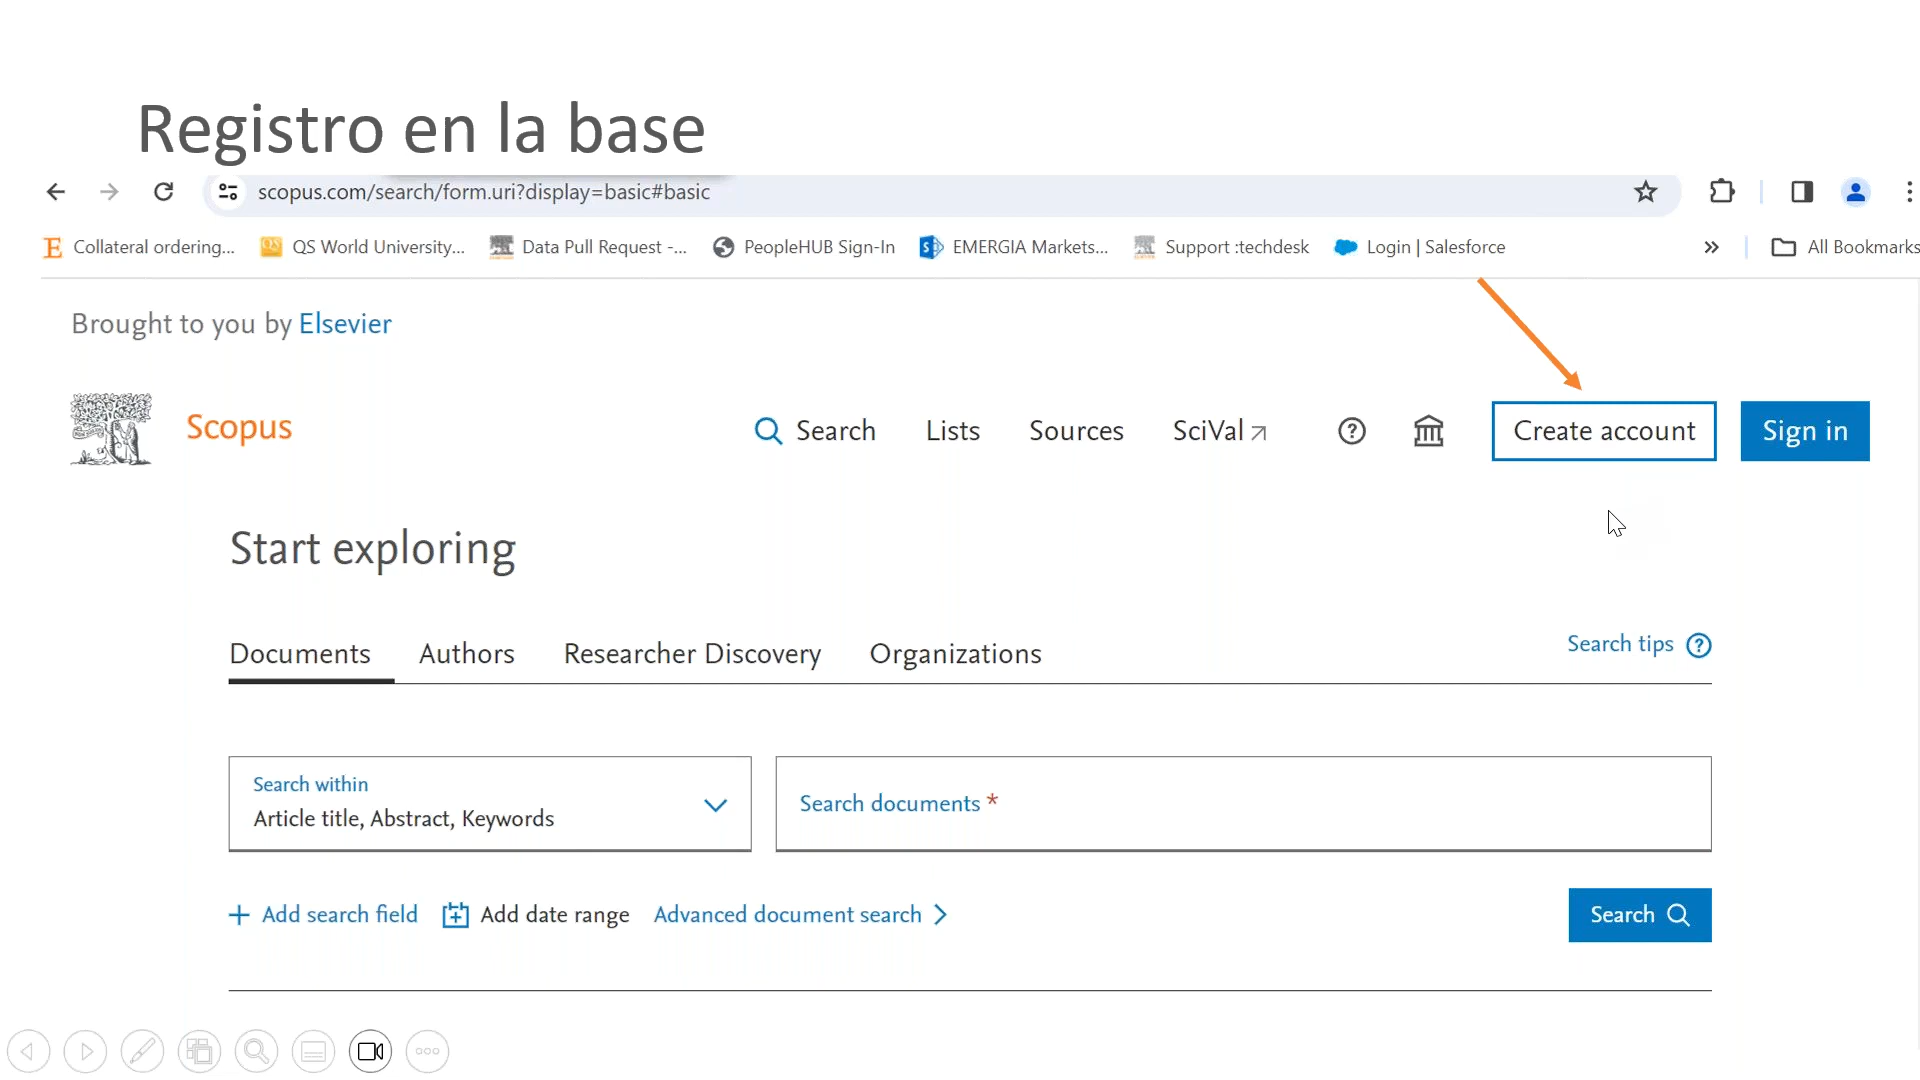 Registro en la base
scopus.com/search/form.uri?display=basic#basic
Collateral ordering... QS World University... Data Pull Request -... PeopleHUB Sign-In EMERGIA Markets... Support :techdesk Login | Salesforce » All Bookmarks
Brought to you by Elsevier
Scopus Search Lists Sources SciVal Create account Sign in
Start exploring
Documents Authors Researcher Discovery Organizations Search tips
Search within
Article title, Abstract, Keywords
Search documents *
Add search field Add date range Advanced document search Search